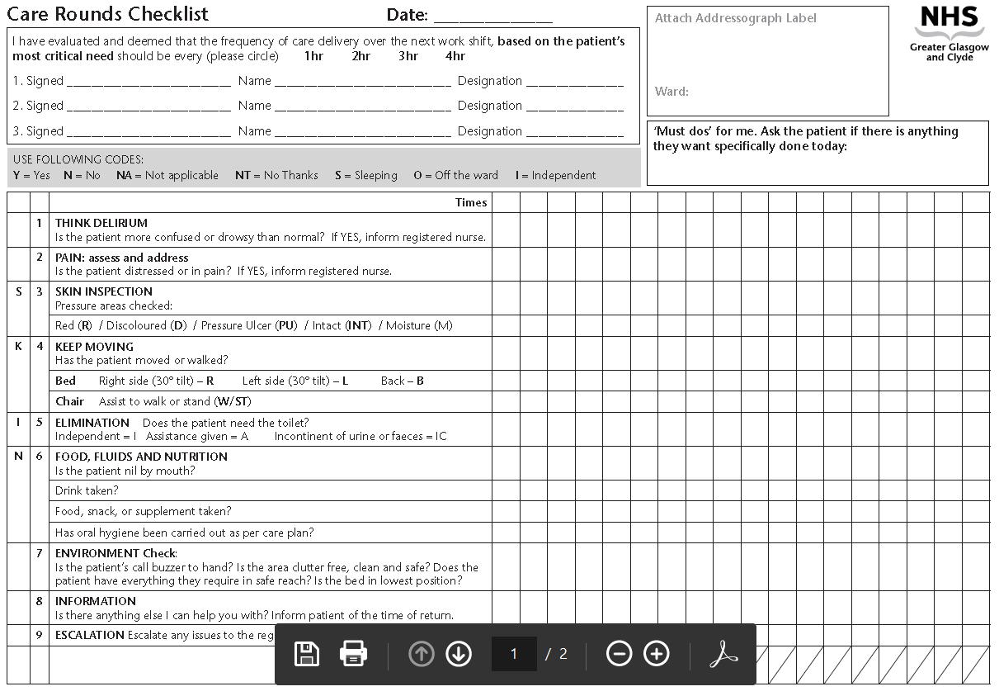 Care Rounds Checklist
Date: ________________
I have evaluated and deemed that the frequency of care delivery over the next work shift, based on the patient's
most critical need should be every (please circle) 1hr 2hr 3hr 4hr
1. Signed ______________________ Name ________________________ Designation _____________
2. Signed ______________________ Name ________________________ Designation _____________
3. Signed ______________________ Name ________________________ Designation _____________
Attach Addressograph Label
Ward:
NHS
Greater Glasgow
and Clyde
'Must dos' for me. Ask the patient if there is anything
they want specifically done today:
USE FOLLOWING CODES:
Y = Yes N = No NA = Not applicable NT = No Thanks S = Sleeping O = Off the ward I = Independent
Times
1 THINK DELIRIUM
Is the patient more confused or drowsy than normal? If YES, inform registered nurse.
2 PAIN: assess and address
Is the patient distressed or in pain? If YES, inform registered nurse.
S 3 SKIN INSPECTION
Pressure areas checked:
Red (R) / Discoloured (D) / Pressure Ulcer (PU) / Intact (INT) / Moisture (M)
K 4 KEEP MOVING
Has the patient moved or walked?
Bed Right side (30° tilt) – R Left side (30° tilt) – L Back – B
Chair Assist to walk or stand (W/ST)
I 5 ELIMINATION Does the patient need the toilet?
Independent = I Assistance given = A Incontinent of urine or faeces = IC
N 6 FOOD, FLUIDS AND NUTRITION
Is the patient nil by mouth?
Drink taken?
Food, snack, or supplement taken?
Has oral hygiene been carried out as per care plan?
7 ENVIRONMENT Check:
Is the patient's call buzzer to hand? Is the area clutter free, clean and safe? Does the
patient have everything they require in safe reach? Is the bed in lowest position?
8 INFORMATION
Is there anything else I can help you with? Inform patient of the time of return.
9 ESCALATION Escalate any issues to the reg
1 / 2